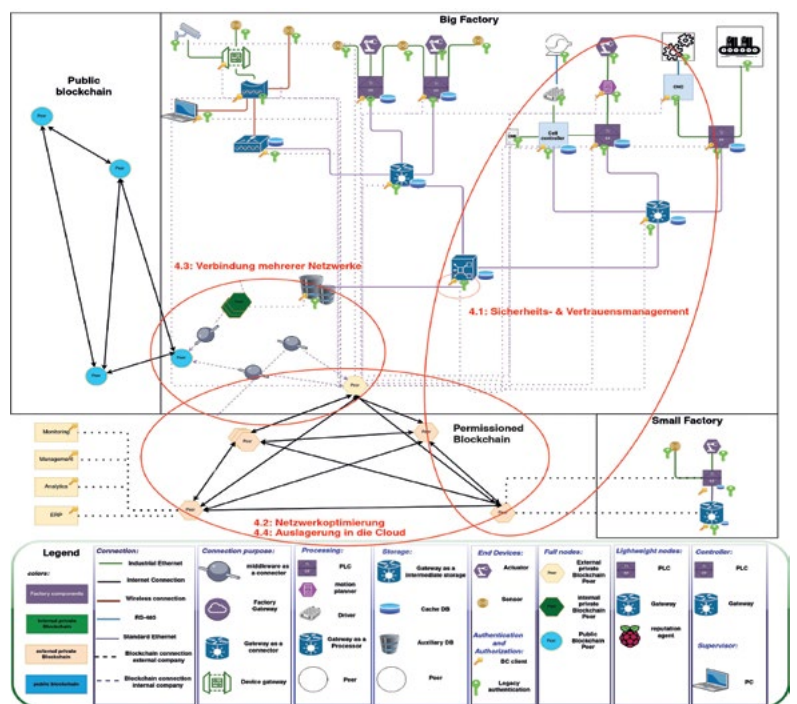 Big Factory
Public
blockchain
Peer
Peer
Peer
Peer
CNC
Cell
controller
4.3: Verbindung mehrerer Netzwerke
4.1: Sicherheits- & Vertrauensmanagement
Peer
Permissioned
Blockchain
Peer
Peer
Peer
Peer
4.2: Netzwerkoptimierung
4.4: Auslagerung in die Cloud
Small Factory
Monitoring
Management
Analytics
ERP
Legend
colors:
Factory components
internal private
Blockchain
external private
Blockchain
public blockchain
Connection:
Industrial Ethernet
Internet Connection
Wireless connection
RS-485
Standard Ethernet
Blockchain connection
external company
Blockchain connection
internal company
Connection purpose:
middleware as
a connector
Factory
Gateway
Gateway as a
connector
Device gateway
Processing:
PLC
motion
planner
Driver
Gateway as a
Processor
Peer
Storage:
Gateway as a
intermediate storage
Cache DB
Auxiliary DB
Peer
End Devices:
Actuator
Sensor
Authentication
and
Authorization:
BC client
Legacy
authentication
Full nodes:
Peer
External
private
Blockchain
Peer
Peer
Internal
private
Blockchain
Peer
Peer
Public
Blockchain
Peer
Lighweight nodes:
PLC
Gateway
reputation
agent
Controller:
PLC
Gateway
Supervisor:
PC